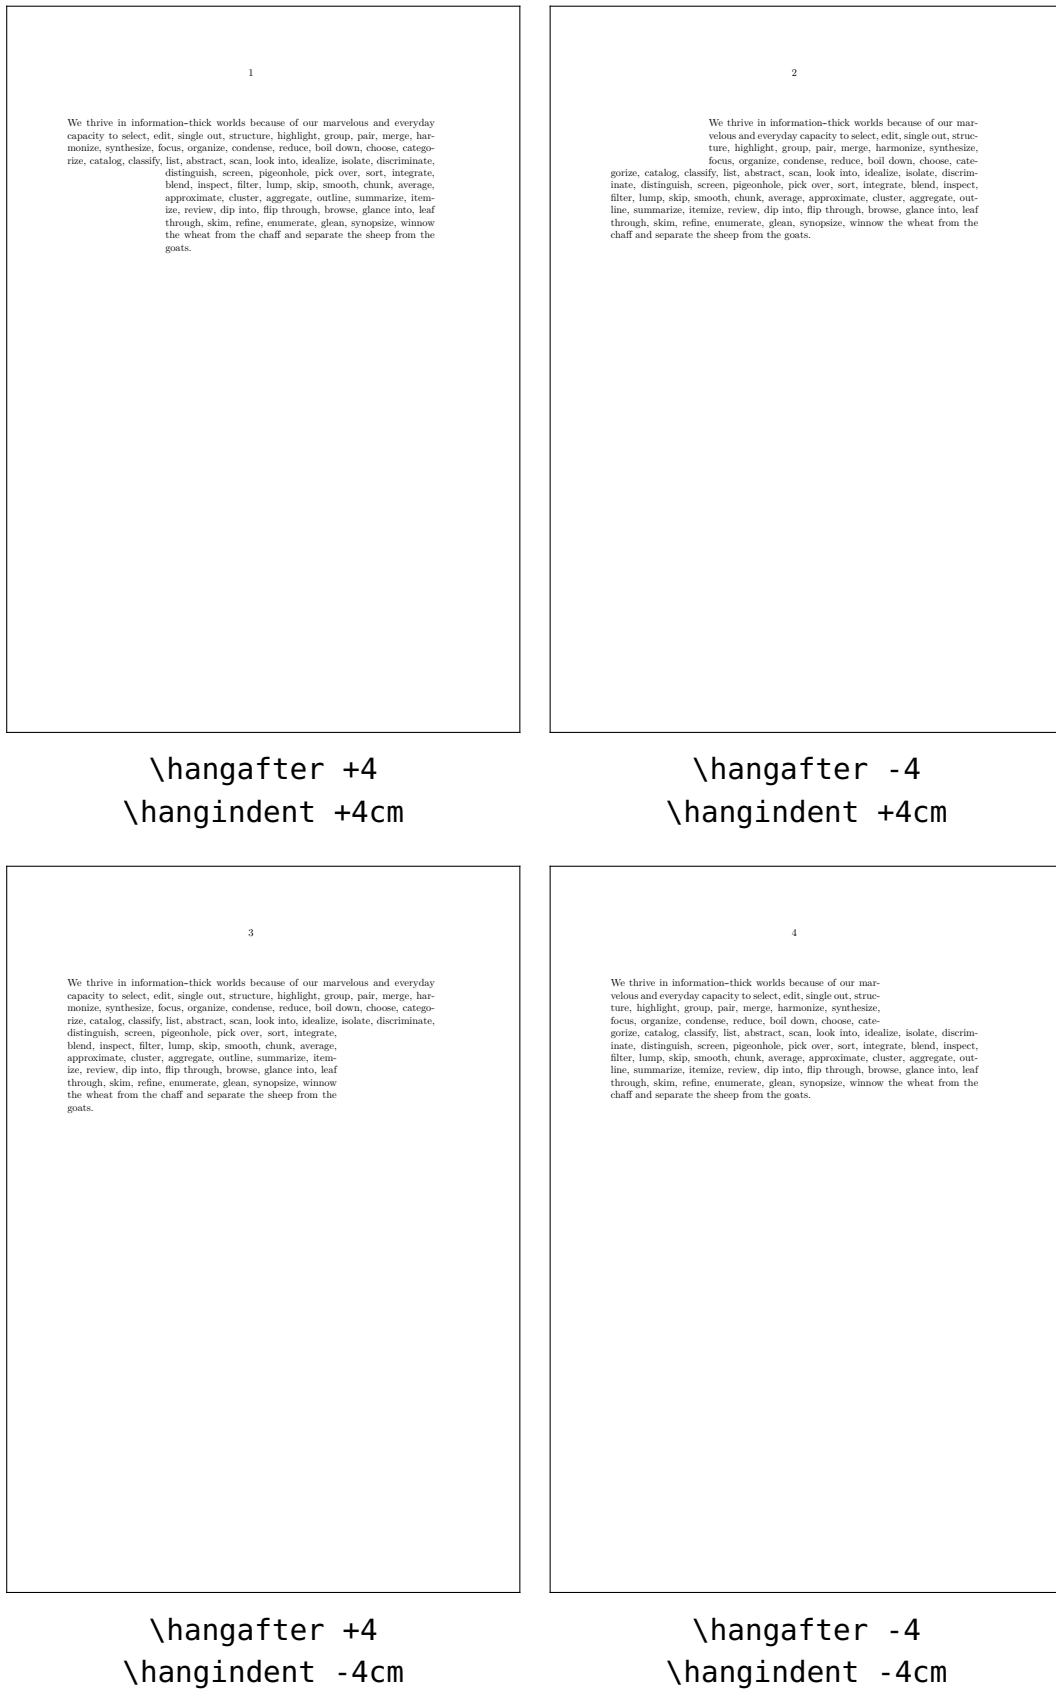 1
We thrive in information-thick worlds because of our marvelous and everyday
capacity to select, edit, single out, structure, highlight, group, pair, merge, har-
monize, synthesize, focus, organize, condense, reduce, boil down, choose, catego-
rize, catalog, classify, list, abstract, scan, look into, idealize, isolate, discriminate,
distinguish, screen, pigeonhole, pick over, sort, integrate,
blend, inspect, filter, lump, skip, smooth, chunk, average,
approximate, cluster, aggregate, outline, summarize, item-
ize, review, dip into, flip through, browse, glance into, leaf
through, skim, refine, enumerate, glean, synopsize, winnow
the wheat from the chaff and separate the sheep from the
goats.
\hangafter +4
\hangindent +4cm
2
We thrive in information-thick worlds because of our mar-
velous and everyday capacity to select, edit, single out, struc-
ture, highlight, group, pair, merge, harmonize, synthesize,
focus, organize, condense, reduce, boil down, choose, cate-
gorize, catalog, classify, list, abstract, scan, look into, idealize, isolate, discrim-
inate, distinguish, screen, pigeonhole, pick over, sort, integrate, blend, inspect,
filter, lump, skip, smooth, chunk, average, approximate, cluster, aggregate, out-
line, summarize, itemize, review, dip into, flip through, browse, glance into, leaf
through, skim, refine, enumerate, glean, synopsize, winnow the wheat from the
chaff and separate the sheep from the goats.
\hangafter -4
\hangindent +4cm
3
We thrive in information-thick worlds because of our marvelous and everyday
capacity to select, edit, single out, structure, highlight, group, pair, merge, har-
monize, synthesize, focus, organize, condense, reduce, boil down, choose, catego-
rize, catalog, classify, list, abstract, scan, look into, idealize, isolate, discriminate,
distinguish, screen, pigeonhole, pick over, sort, integrate,
blend, inspect, filter, lump, skip, smooth, chunk, average,
approximate, cluster, aggregate, outline, summarize, item-
ize, review, dip into, flip through, browse, glance into, leaf
through, skim, refine, enumerate, glean, synopsize, winnow
the wheat from the chaff and separate the sheep from the
goats.
\hangafter +4
\hangindent -4cm
4
We thrive in information-thick worlds because of our mar-
velous and everyday capacity to select, edit, single out, struc-
ture, highlight, group, pair, merge, harmonize, synthesize,
focus, organize, condense, reduce, boil down, choose, cate-
gorize, catalog, classify, list, abstract, scan, look into, idealize, isolate, discrim-
inate, distinguish, screen, pigeonhole, pick over, sort, integrate, blend, inspect,
filter, lump, skip, smooth, chunk, average, approximate, cluster, aggregate, out-
line, summarize, itemize, review, dip into, flip through, browse, glance into, leaf
through, skim, refine, enumerate, glean, synopsize, winnow the wheat from the
chaff and separate the sheep from the goats.
\hangafter -4
\hangindent -4cm